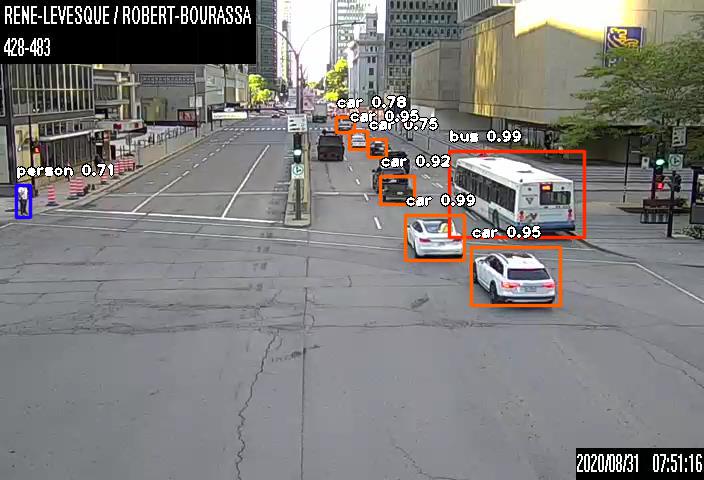 RENE-LEVESQUE / ROBERT-BOURASSA
428-483
car 0.78
car 0.95
car 0.75
bus 0.99
car 0.92
person 0.71
car 0.99
car 0.95
2020/08/31 07:51:16